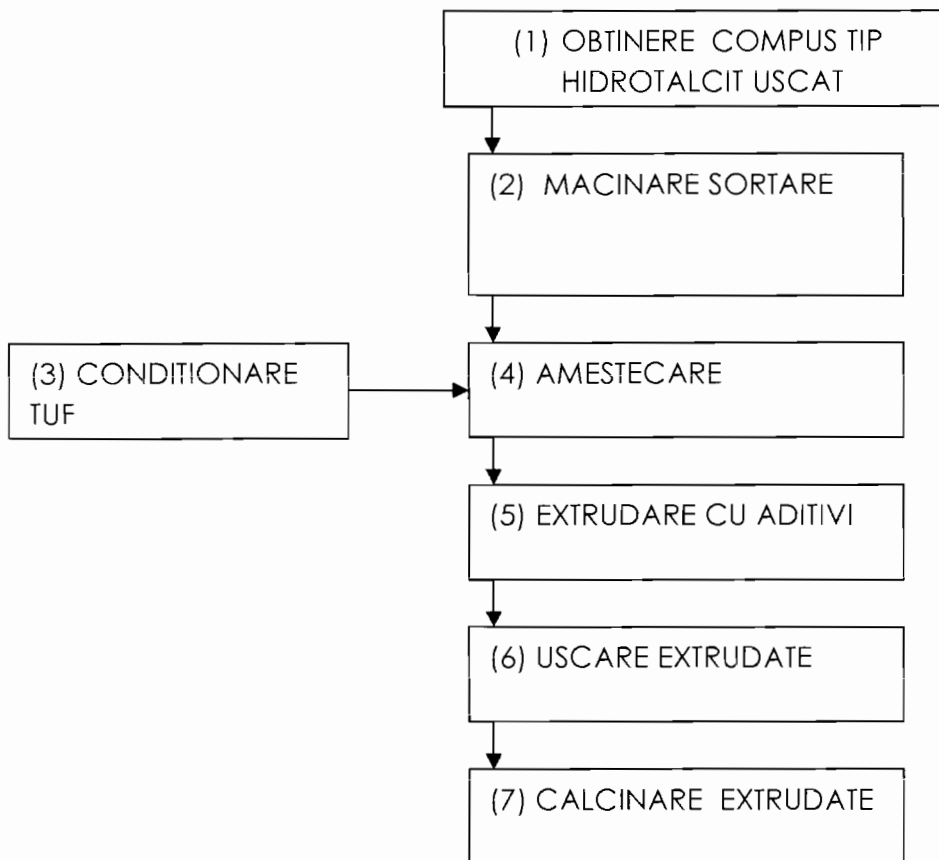 (1) OBTINERE COMPUS TIP
HIDROTALCIT USCAT
(2) MACINARE SORTARE
(3) CONDITIONARE
TUF
(4) AMESTECARE
(5) EXTRUDARE CU ADITIVI
(6) USCARE EXTRUDATE
(7) CALCINARE EXTRUDATE